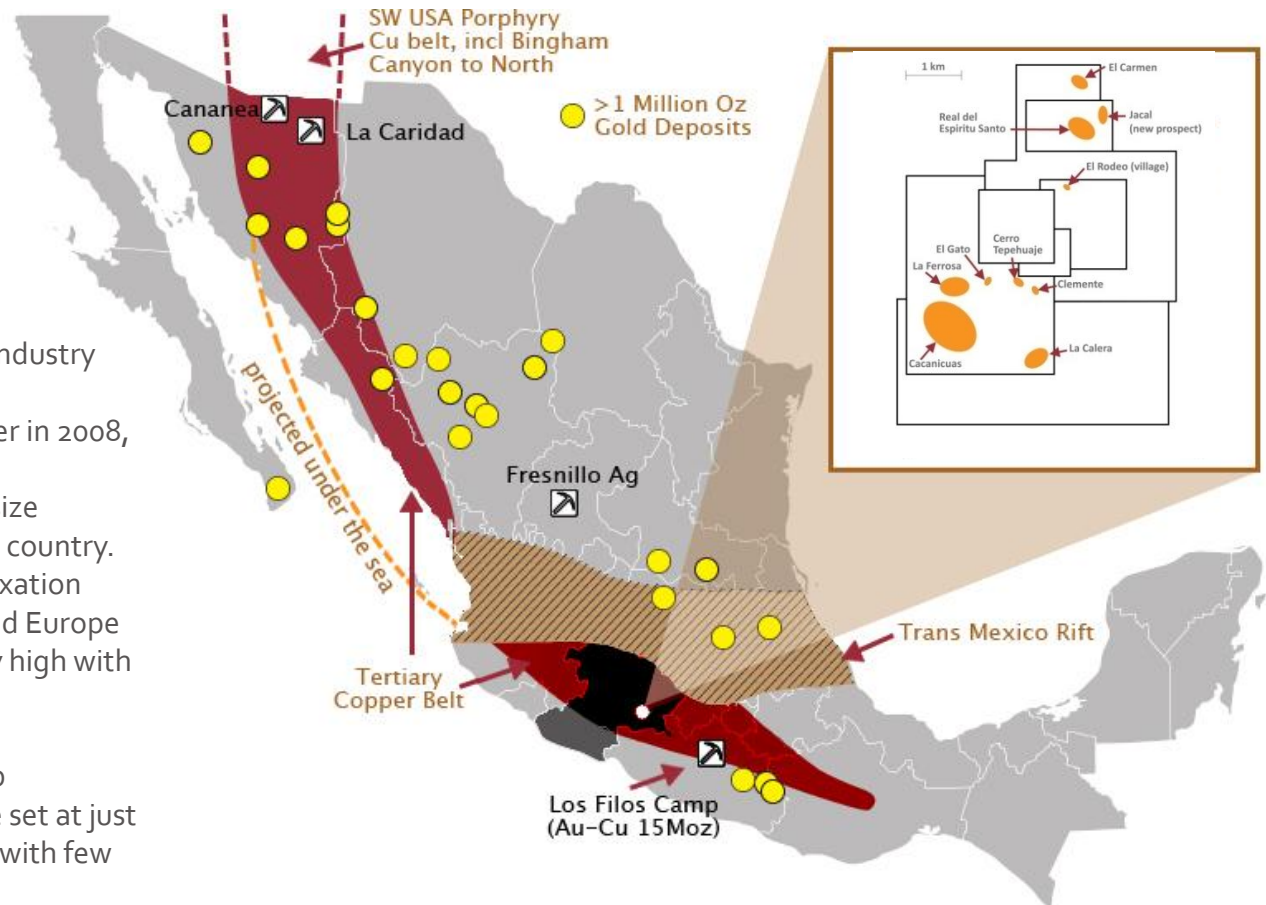 SW USA Porphyry
Cu belt, incl Bingham
Canyon to North
Cananea
La Caridad
>1 Million Oz
Gold Deposits
projected under the sea
Fresnillo Ag
Tertiary
Copper Belt
Trans Mexico Rift
Los Filos Camp
(Au-Cu 15Moz)
1 km
El Carmen
Real del
Espiritu Santo
Jacal
(new prospect)
El Rodeo (village)
El Gato
Cerro
Tepehuaje
La Ferrosa
Clemente
Cacanicuas
La Calera
ndustry
er in 2008,
ize
country.
xation
d Europe
y high with
o
e set at just
with few